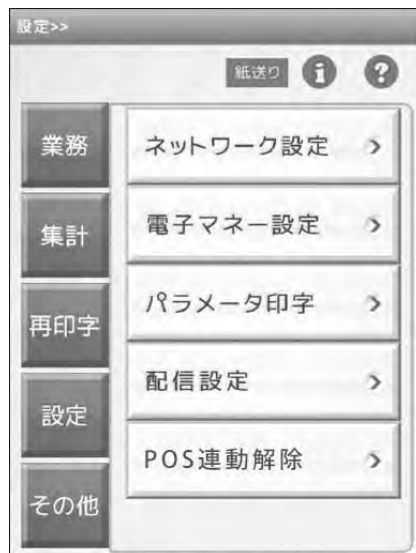 設定>>
紙送り
業務
集計
再印字
設定
その他
ネットワーク設定
電子マネー設定
パラメータ印字
配信設定
POS連動解除